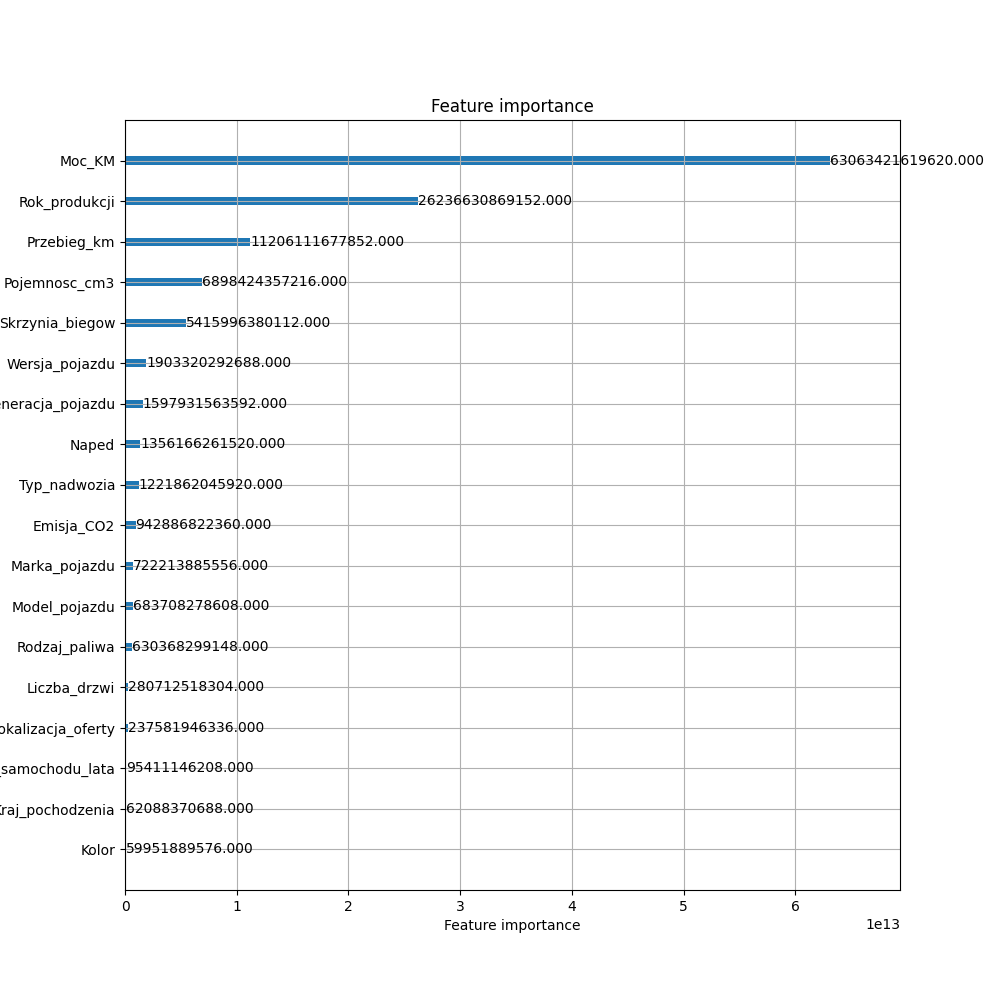 Feature importance
Moc_KM 63063421619620.000
Rok_produkcji 26236630869152.000
Przebieg_km 11206111677852.000
Pojemnosc_cm3 6898424357216.000
Skrzynia_biegow 5415996380112.000
Wersja_pojazdu 1903320292688.000
eneracja_pojazdu 1597931563592.000
Naped 1356166261520.000
Typ_nadwozia 1221862045920.000
Emisja_CO2 942886822360.000
Marka_pojazdu 722213885556.000
Model_pojazdu 683708278608.000
Rodzaj_paliwa 630368299148.000
Liczba_drzwi 280712518304.000
okalizacja_oferty 237581946336.000
_samochodu_lata 95411146208.000
Kraj_pochodzenia 62088370688.000
Kolor 59951889576.000
0 1 2 3 4 5 6
1e13
Feature importance